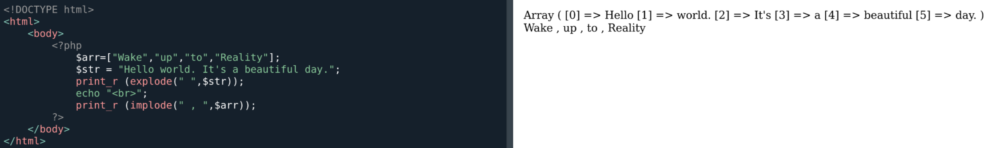 <!DOCTYPE html>
<html>
    <body>
        <?php
            $arr=["Wake","up","to","Reality"];
            $str = "Hello world. It's a beautiful day.";
            print_r (explode(" ",$str));
            echo "<br>";
            print_r (implode(" , ",$arr));
        ?>
    </body>
</html>
Array ( [0] => Hello [1] => world. [2] => It's [3] => a [4] => beautiful [5] => day. )
Wake , up , to , Reality